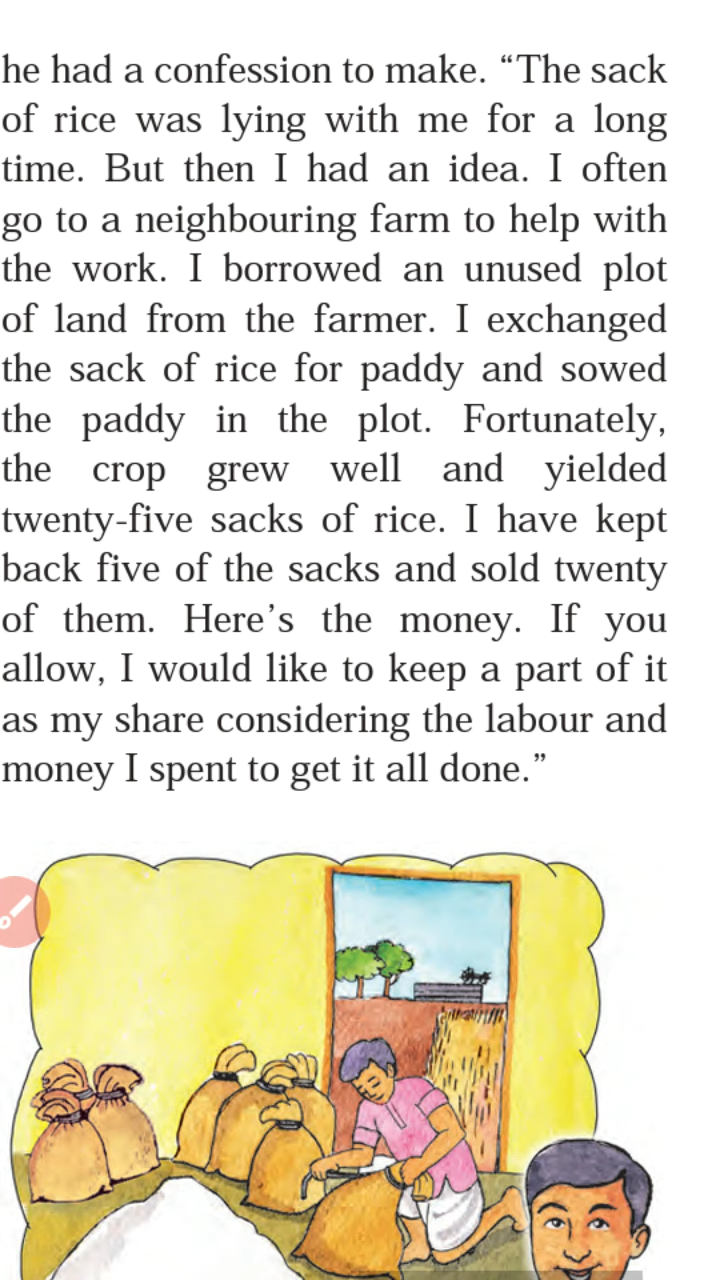 he had a confession to make. “The sack
of rice was lying with me for a long
time. But then I had an idea. I often
go to a neighbouring farm to help with
the work. I borrowed an unused plot
of land from the farmer. I exchanged
the sack of rice for paddy and sowed
the paddy in the plot. Fortunately,
the crop grew well and yielded
twenty-five sacks of rice. I have kept
back five of the sacks and sold twenty
of them. Here’s the money. If you
allow, I would like to keep a part of it
as my share considering the labour and
money I spent to get it all done.”